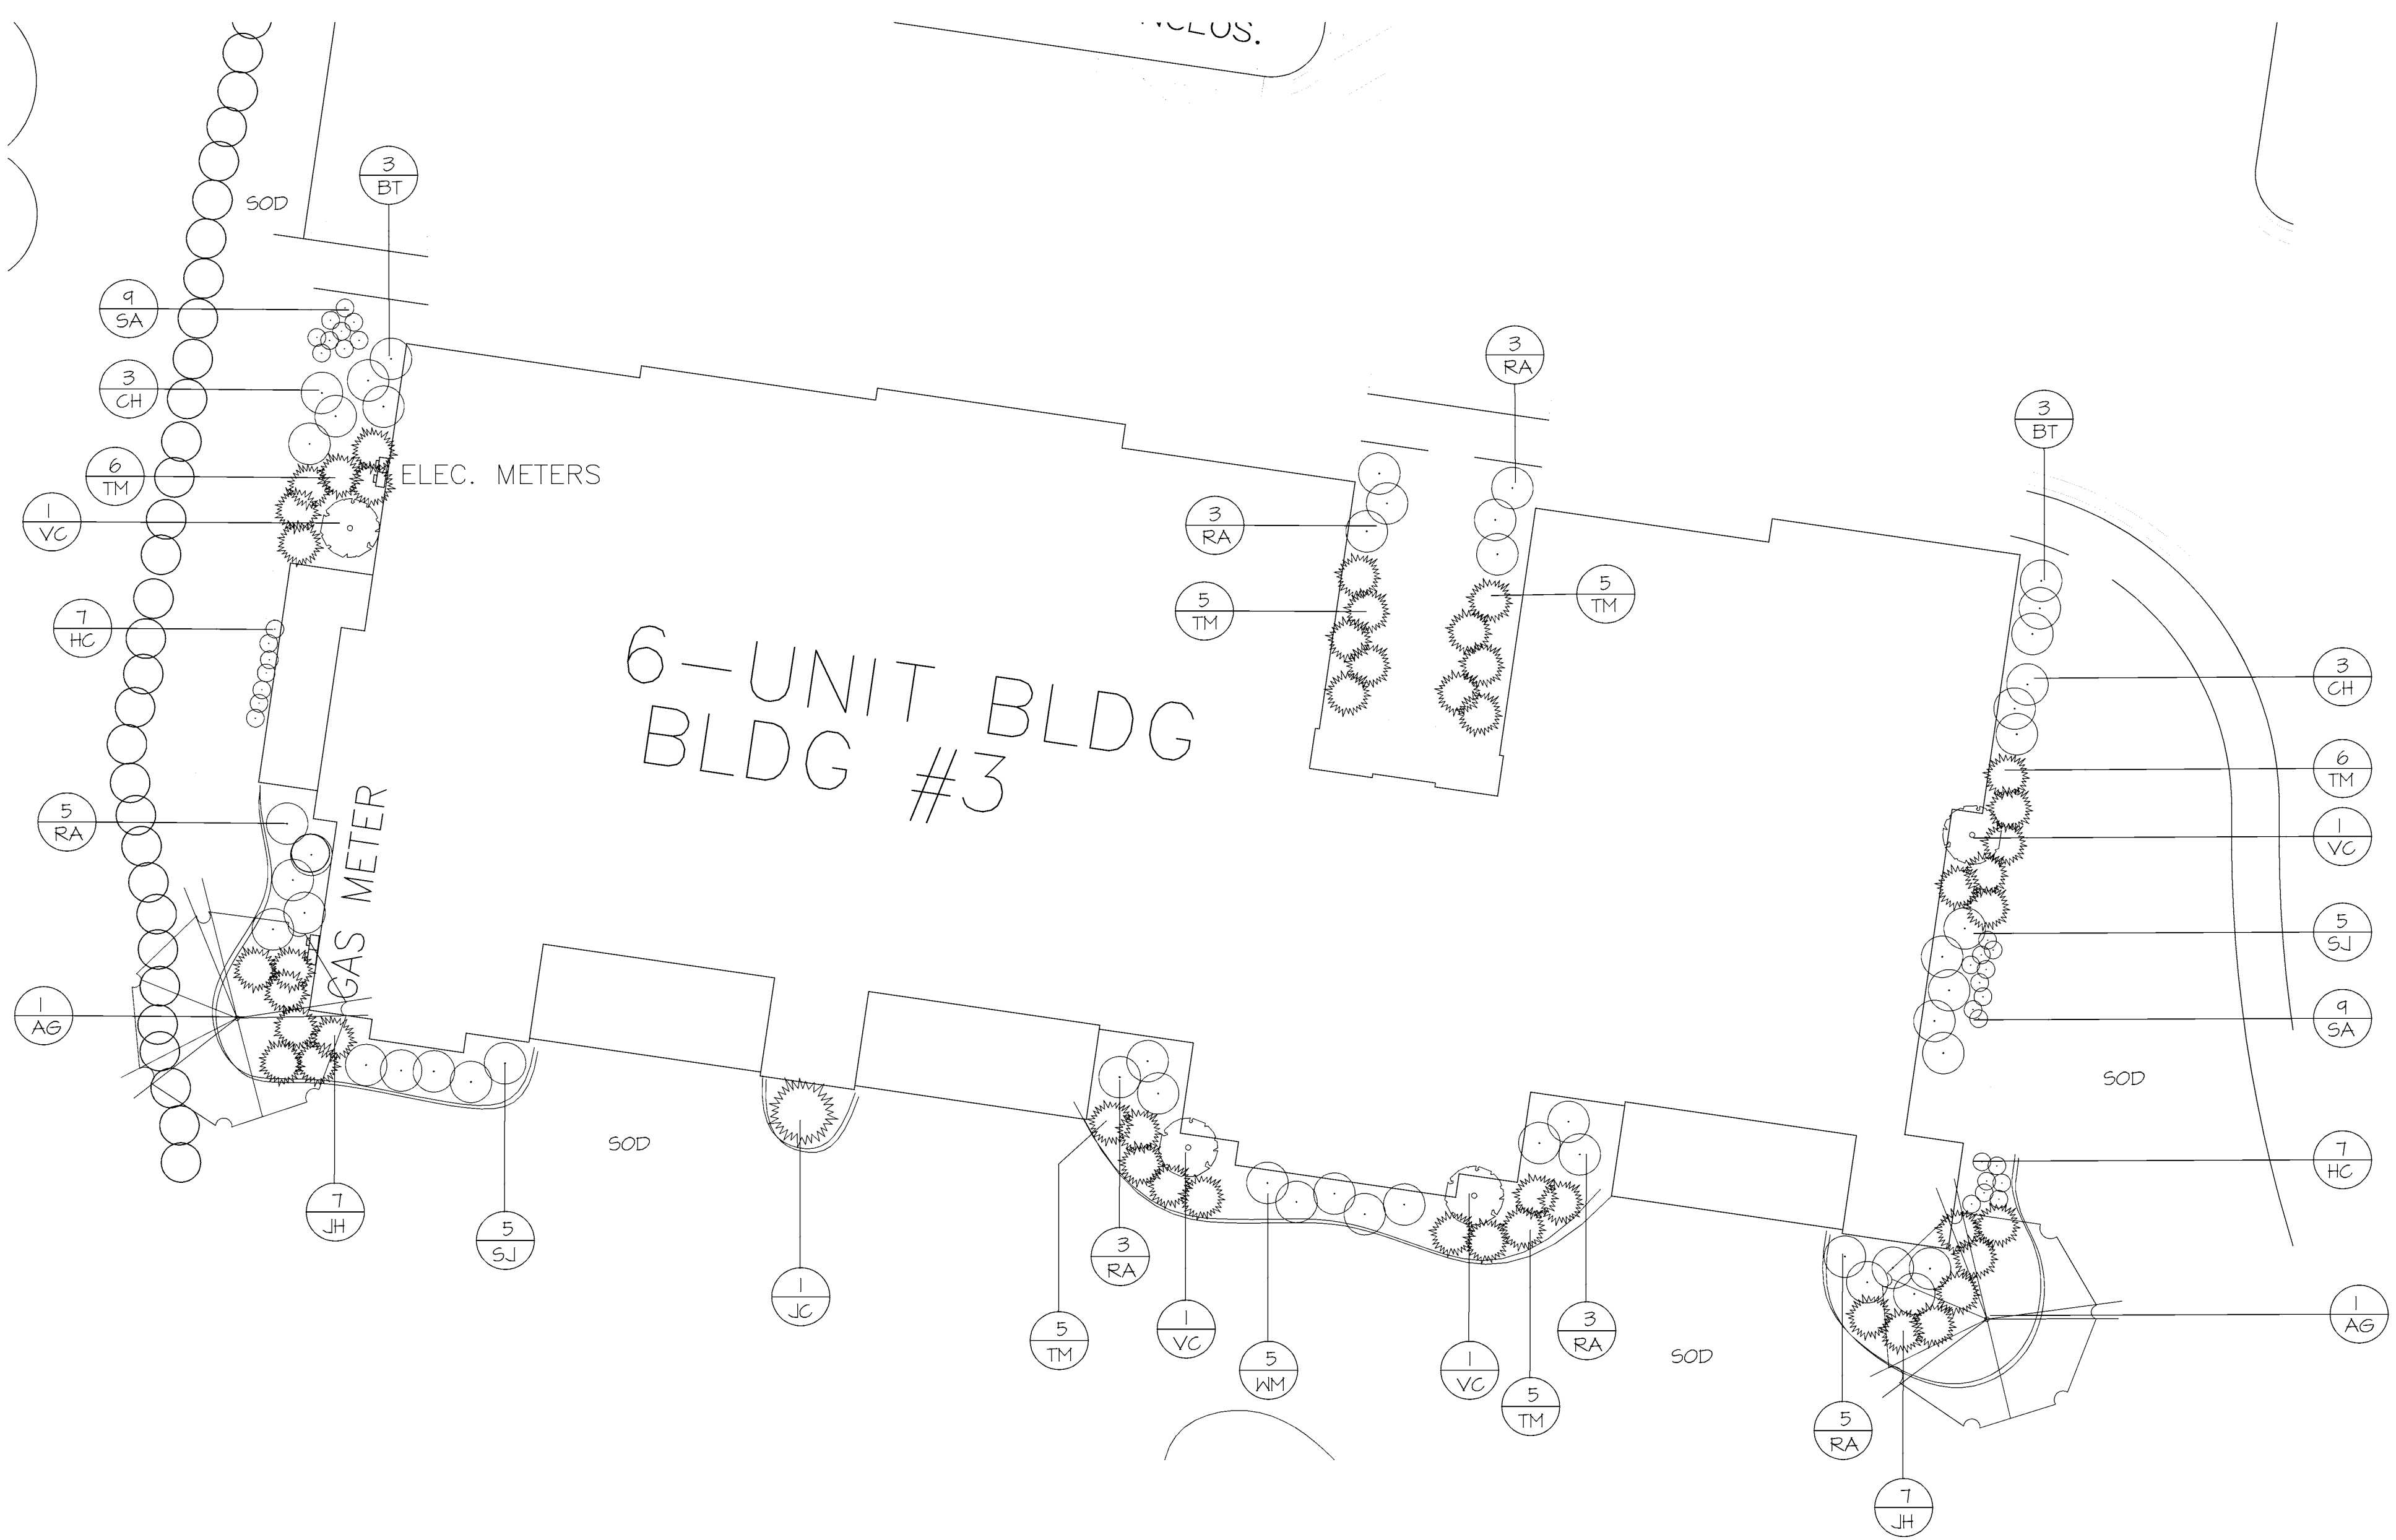 NCLUS.
3
BT
SOD
9
SA
3
CH
6
TM
1
VC
ELEC. METERS
7
HC
5
RA
GAS METER
1
AG
7
JH
5
SJ
6-UNIT BLDG
BLDG #3
3
RA
3
RA
5
TM
5
TM
3
BT
3
CH
6
TM
1
VC
5
SJ
9
SA
SOD
7
HC
1
AG
SOD
1
JC
5
TM
3
RA
1
VC
5
WM
1
VC
5
TM
3
RA
SOD
5
RA
7
JH